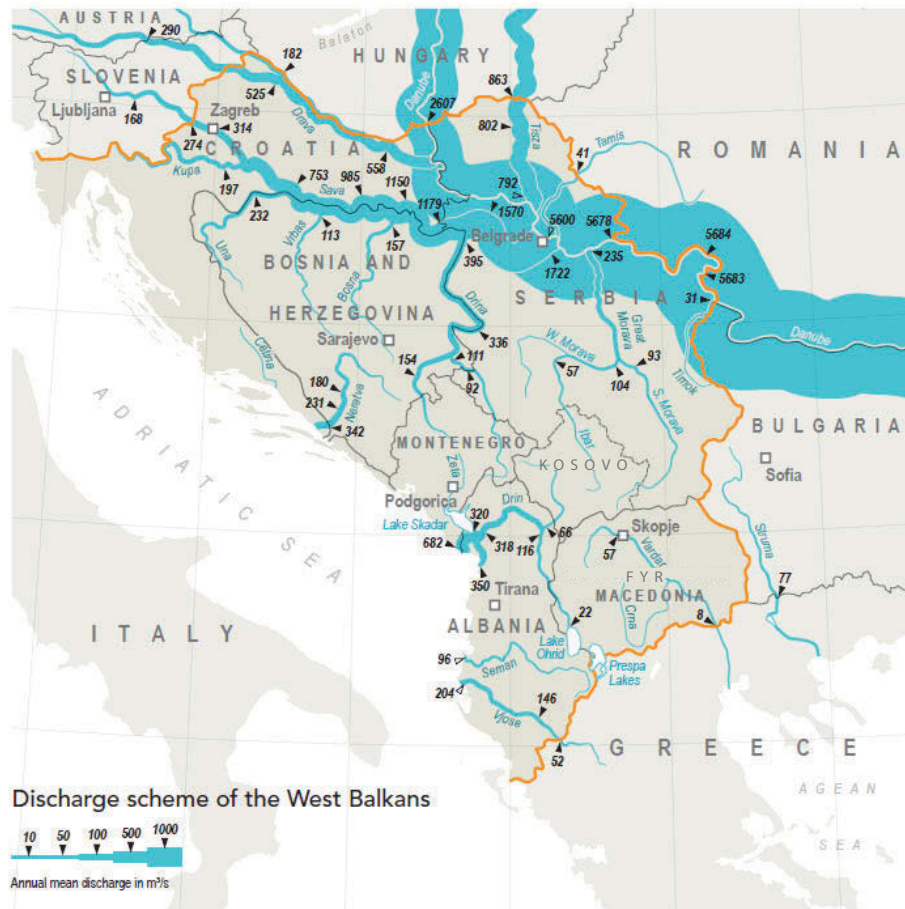 AUSTRIA
290
Balaton
HUNGARY
182
SLOVENIA
525
Danube
863
Ljubljana
168
Zagreb
314
Drava
2607
802
Tisza
274
CROATIA
558
41
Tamis
ROMANIA
Kupa
197
753
985
1150
Sava
792
232
1179
1570
5600
5678
5684
Una
Vrbas
113
157
Belgrade
395
1722
235
5683
BOSNIA AND
Bosna
SERBIA
31
HERZEGOVINA
Drina
Great
Morava
Danube
Sarajevo
336
W. Morava
Cetina
154
111
57
93
Timok
180
92
104
231
Neratva
S. Morava
342
BULGARIA
MONTENEGRO
Ibar
KOSOVO
Sofia
ADRIATIC SEA
Zeta
Podgorica
Drin
Lake Skadar
320
Skopje
Struma
682
318
116
66
57
Vardar
350
FYR
77
Tirana
MACEDONIA
ITALY
22
Crna
8
ALBANIA
Lake
Ohrid
96
Seman
Prespa
Lakes
204
146
Vjose
GREECE
52
Discharge scheme of the West Balkans
AGEAN
SEA
10 50 100 500 1000
Annual mean discharge in m³/s